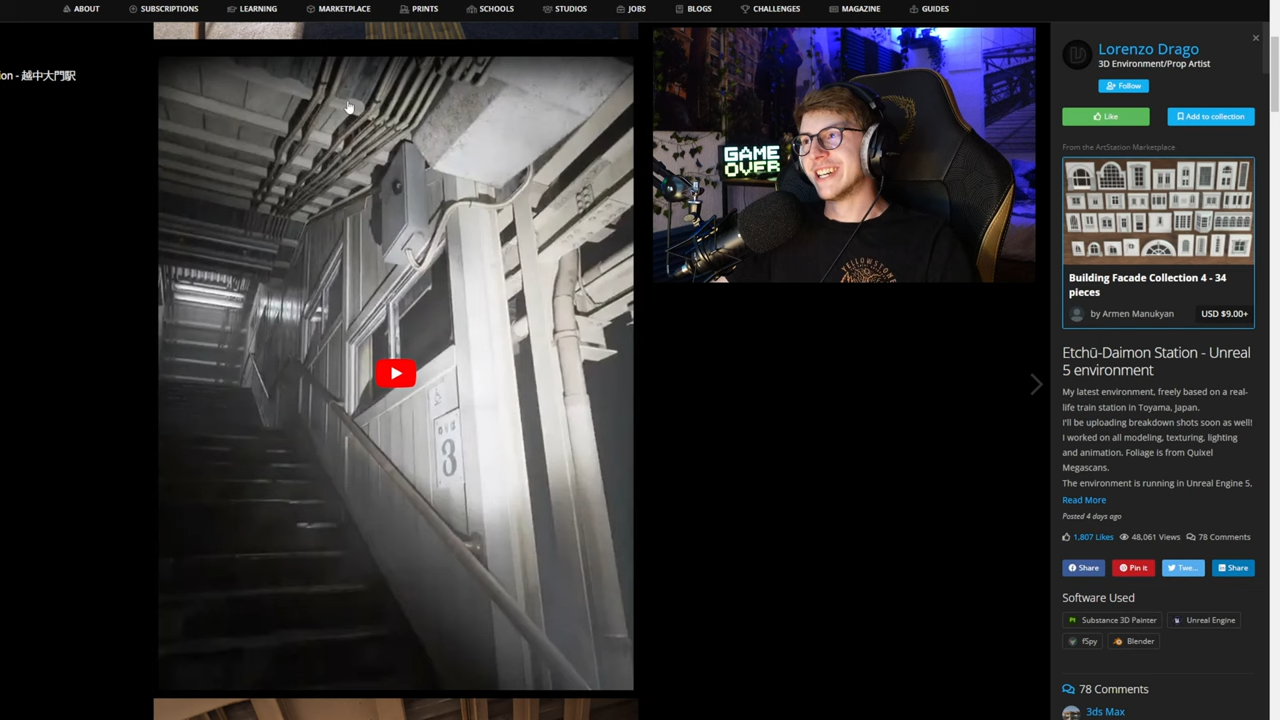 ABOUT SUBSCRIPTIONS LEARNING MARKETPLACE PRINTS SCHOOLS STUDIOS JOBS BLOGS CHALLENGES MAGAZINE GUIDES
on - 越中大門駅
GAME
OVER
YELLOWSTONE
3
Lorenzo Drago
3D Environment/Prop Artist
Follow
Like
Add to collection
From the ArtStation Marketplace
Building Facade Collection 4 - 34
pieces
by Armen Manukyan
USD $9.00+
Etchū-Daimon Station - Unreal
5 environment
My latest environment, freely based on a real-
life train station in Toyama, Japan.
I'll be uploading breakdown shots soon as well!
I worked on all modeling, texturing, lighting
and animation. Foliage is from Quixel
Megascans.
The environment is running in Unreal Engine 5,
Read More
Posted 4 days ago
1,807 Likes 48,061 Views 78 Comments
Share Pin it Twe... Share
Software Used
Pt Substance 3D Painter Unreal Engine
fSpy Blender
78 Comments
3ds Max